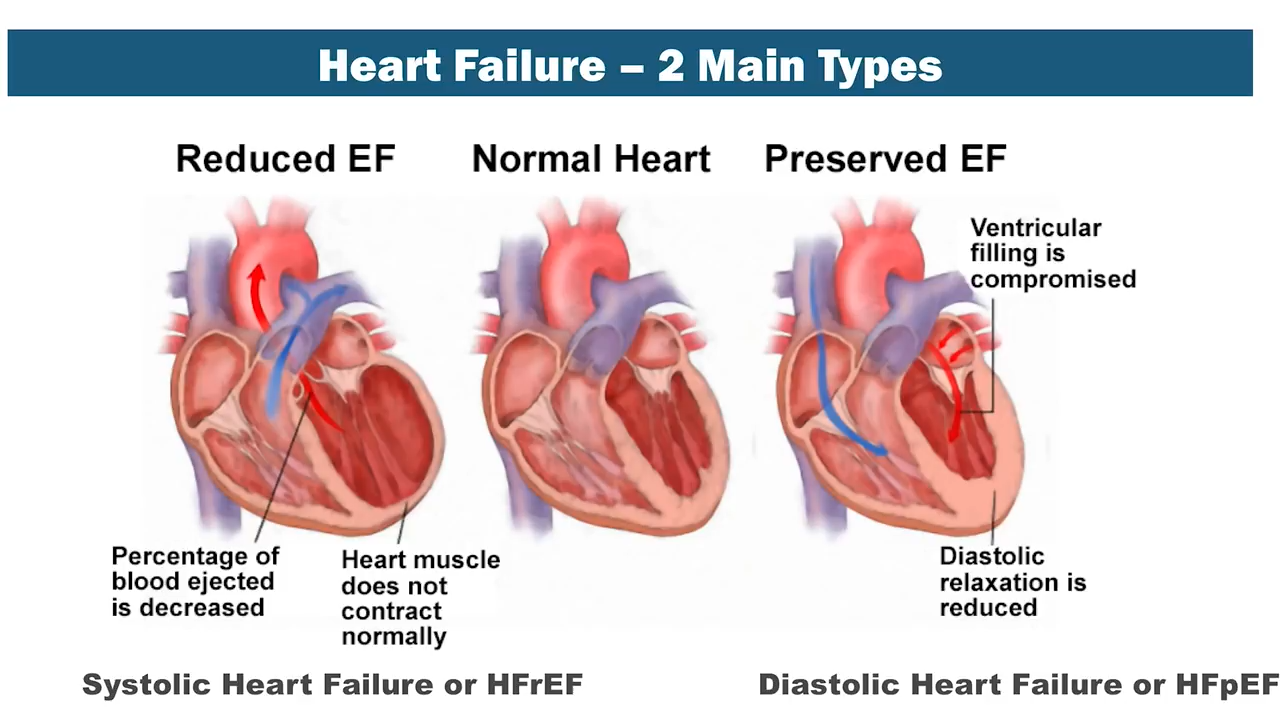 Heart Failure – 2 Main Types
Reduced EF
Normal Heart
Preserved EF
Ventricular
filling is
compromised
Percentage of
blood ejected
is decreased
Heart muscle
does not
contract
normally
Diastolic
relaxation is
reduced
Systolic Heart Failure or HFrEF
Diastolic Heart Failure or HFpEF